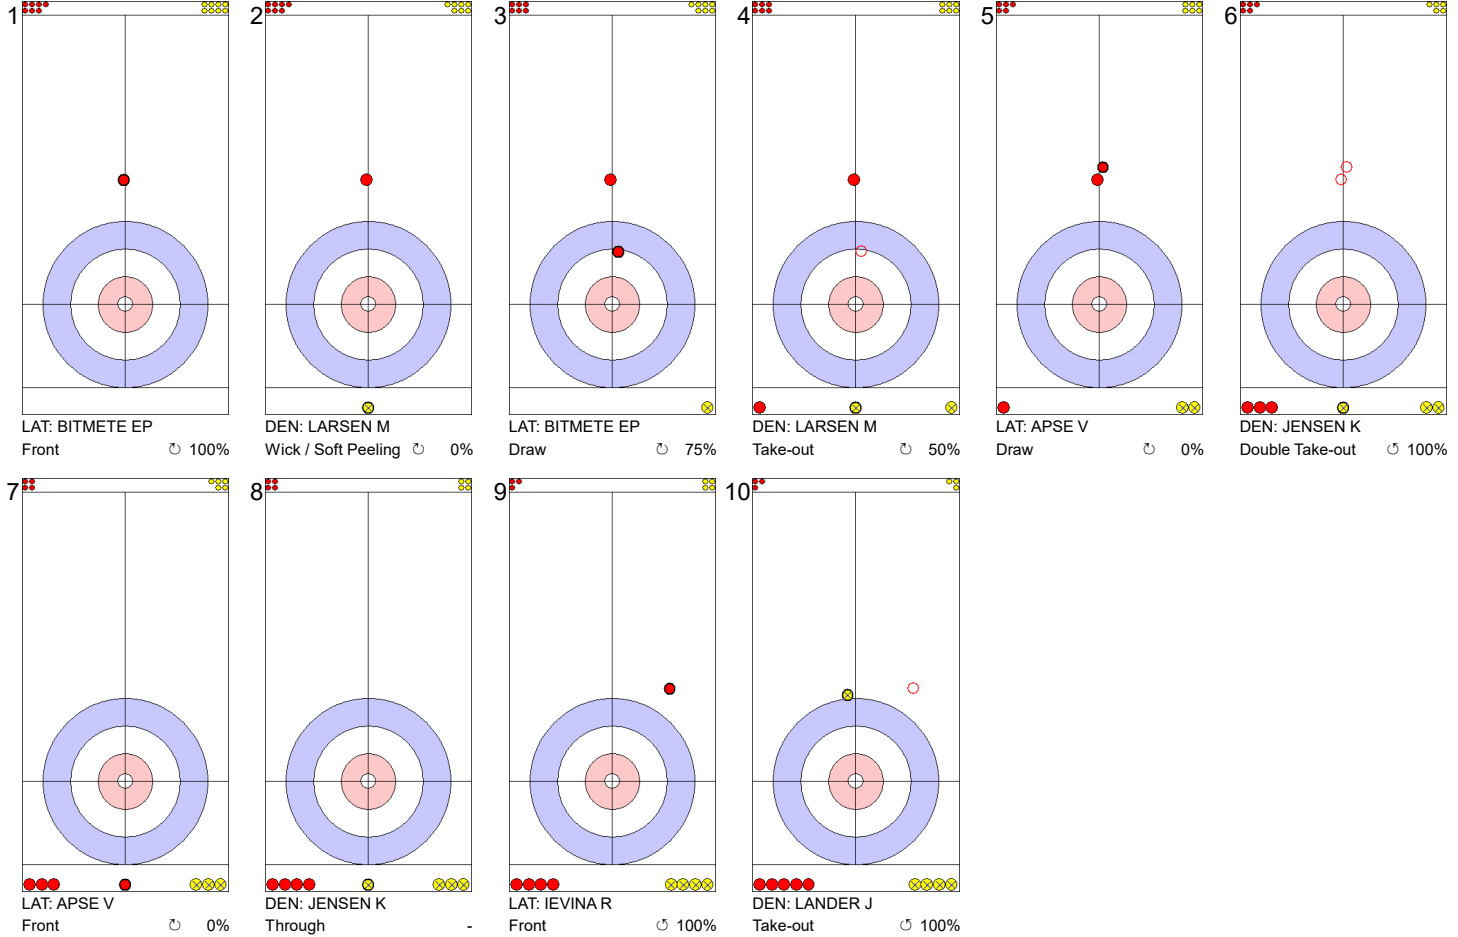 1
2
3
4
5
6
LAT: BITMETE EP
Front ↻ 100%
DEN: LARSEN M
Wick / Soft Peeling ↻ 0%
LAT: BITMETE EP
Draw ↻ 75%
DEN: LARSEN M
Take-out ↻ 50%
LAT: APSE V
Draw ↻ 0%
DEN: JENSEN K
Double Take-out ↺ 100%
7
8
9
10
LAT: APSE V
Front ↻ 0%
DEN: JENSEN K
Through -
LAT: IEVINA R
Front ↺ 100%
DEN: LANDER J
Take-out ↺ 100%